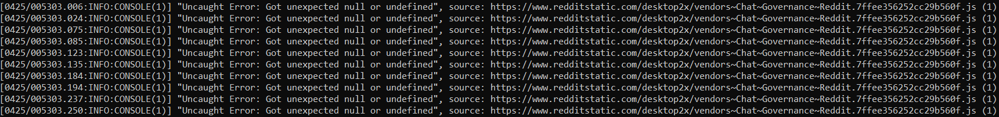 [0425/005303.006:INFO:CONSOLE(1)] "Uncaught Error: Got unexpected null or undefined", source: https://www.redditstatic.com/desktop2x/vendors~Chat~Governance~Reddit.7ffee356252cc29b560f.js (1)
[0425/005303.024:INFO:CONSOLE(1)] "Uncaught Error: Got unexpected null or undefined", source: https://www.redditstatic.com/desktop2x/vendors~Chat~Governance~Reddit.7ffee356252cc29b560f.js (1)
[0425/005303.075:INFO:CONSOLE(1)] "Uncaught Error: Got unexpected null or undefined", source: https://www.redditstatic.com/desktop2x/vendors~Chat~Governance~Reddit.7ffee356252cc29b560f.js (1)
[0425/005303.085:INFO:CONSOLE(1)] "Uncaught Error: Got unexpected null or undefined", source: https://www.redditstatic.com/desktop2x/vendors~Chat~Governance~Reddit.7ffee356252cc29b560f.js (1)
[0425/005303.123:INFO:CONSOLE(1)] "Uncaught Error: Got unexpected null or undefined", source: https://www.redditstatic.com/desktop2x/vendors~Chat~Governance~Reddit.7ffee356252cc29b560f.js (1)
[0425/005303.135:INFO:CONSOLE(1)] "Uncaught Error: Got unexpected null or undefined", source: https://www.redditstatic.com/desktop2x/vendors~Chat~Governance~Reddit.7ffee356252cc29b560f.js (1)
[0425/005303.184:INFO:CONSOLE(1)] "Uncaught Error: Got unexpected null or undefined", source: https://www.redditstatic.com/desktop2x/vendors~Chat~Governance~Reddit.7ffee356252cc29b560f.js (1)
[0425/005303.194:INFO:CONSOLE(1)] "Uncaught Error: Got unexpected null or undefined", source: https://www.redditstatic.com/desktop2x/vendors~Chat~Governance~Reddit.7ffee356252cc29b560f.js (1)
[0425/005303.237:INFO:CONSOLE(1)] "Uncaught Error: Got unexpected null or undefined", source: https://www.redditstatic.com/desktop2x/vendors~Chat~Governance~Reddit.7ffee356252cc29b560f.js (1)
[0425/005303.250:INFO:CONSOLE(1)] "Uncaught Error: Got unexpected null or undefined", source: https://www.redditstatic.com/desktop2x/vendors~Chat~Governance~Reddit.7ffee356252cc29b560f.js (1)